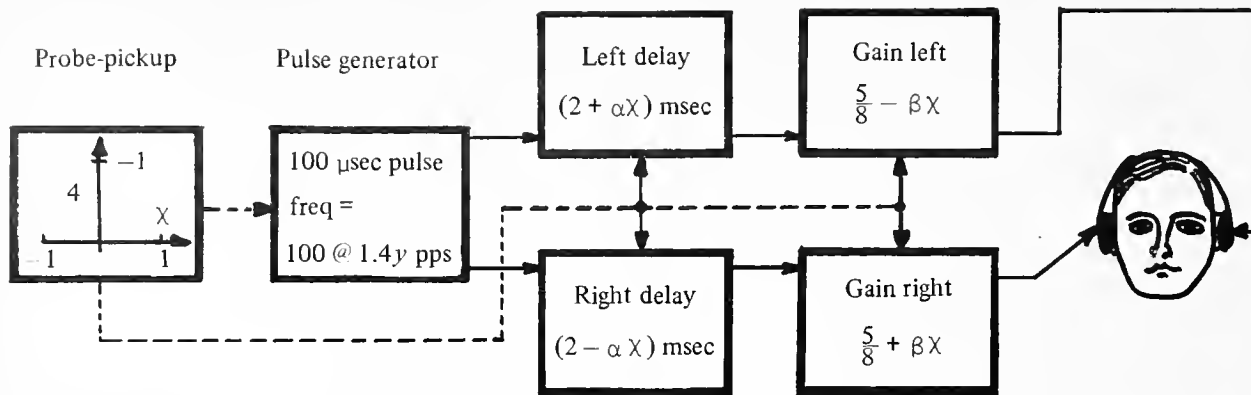 Probe-pickup
Pulse generator
Left delay
(2 + αχ) msec
Gain left
5/8 − βχ
−1
4
χ
−1
1
100 μsec pulse
freq =
100 @ 1.4y pps
Right delay
(2 − αχ) msec
Gain right
5/8 + βχ